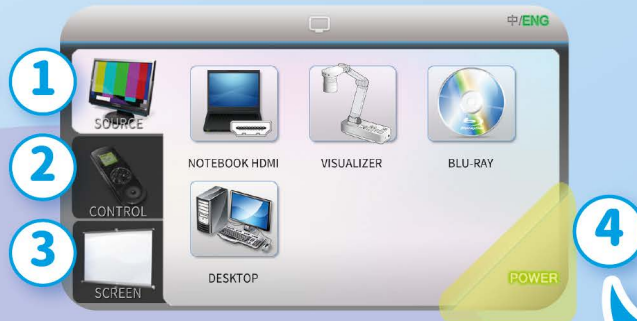 中/ENG
1
SOURCE
NOTEBOOK HDMI
VISUALIZER
BLU-RAY
2
CONTROL
3
SCREEN
DESKTOP
4
POWER